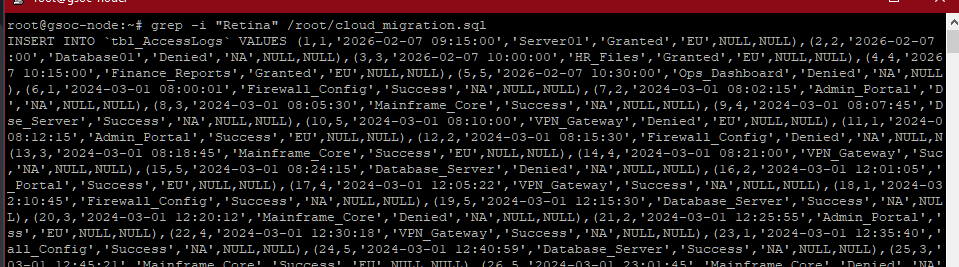 root@gsoc-node:~# grep -i "Retina" /root/cloud_migration.sql
INSERT INTO `tbl_AccessLogs` VALUES (1,1,'2026-02-07 09:15:00','Server01','Granted','EU',NULL,NULL),(2,2,'2026-02-07
:00','Database01','Denied','NA',NULL,NULL),(3,3,'2026-02-07 10:00:00','HR_Files','Granted','EU',NULL,NULL),(4,4,'2026
7 10:15:00','Finance_Reports','Granted','EU',NULL,NULL),(5,5,'2026-02-07 10:30:00','Ops_Dashboard','Denied','NA',NULL
),(6,1,'2024-03-01 08:00:01','Firewall_Config','Success','NA',NULL,NULL),(7,2,'2024-03-01 08:02:15','Admin_Portal','D
','NA',NULL,NULL),(8,3,'2024-03-01 08:05:30','Mainframe_Core','Success','NA',NULL,NULL),(9,4,'2024-03-01 08:07:45','D
se_Server','Success','NA',NULL,NULL),(10,5,'2024-03-01 08:10:00','VPN_Gateway','Denied','EU',NULL,NULL),(11,1,'2024-0
08:12:15','Admin_Portal','Success','EU',NULL,NULL),(12,2,'2024-03-01 08:15:30','Firewall_Config','Denied','NA',NULL,N
(13,3,'2024-03-01 08:18:45','Mainframe_Core','Success','EU',NULL,NULL),(14,4,'2024-03-01 08:21:00','VPN_Gateway','Suc
,'NA',NULL,NULL),(15,5,'2024-03-01 08:24:15','Database_Server','Denied','NA',NULL,NULL),(16,2,'2024-03-01 12:01:05','
_Portal','Success','EU',NULL,NULL),(17,4,'2024-03-01 12:05:22','VPN_Gateway','Success','NA',NULL,NULL),(18,1,'2024-03
2:10:45','Firewall_Config','Success','NA',NULL,NULL),(19,5,'2024-03-01 12:15:30','Database_Server','Success','NA',NUL
L),(20,3,'2024-03-01 12:20:12','Mainframe_Core','Denied','NA',NULL,NULL),(21,2,'2024-03-01 12:25:55','Admin_Portal','
ss','EU',NULL,NULL),(22,4,'2024-03-01 12:30:18','VPN_Gateway','Success','NA',NULL,NULL),(23,1,'2024-03-01 12:35:40','
all_Config','Success','NA',NULL,NULL),(24,5,'2024-03-01 12:40:59','Database_Server','Success','NA',NULL,NULL),(25,3,'
-03-01 12:45:21','Mainframe_Core','Success','EU',NULL,NULL),(26,5,'2024-03-01 23:01:45','Mainframe_Core','Denied','NA'